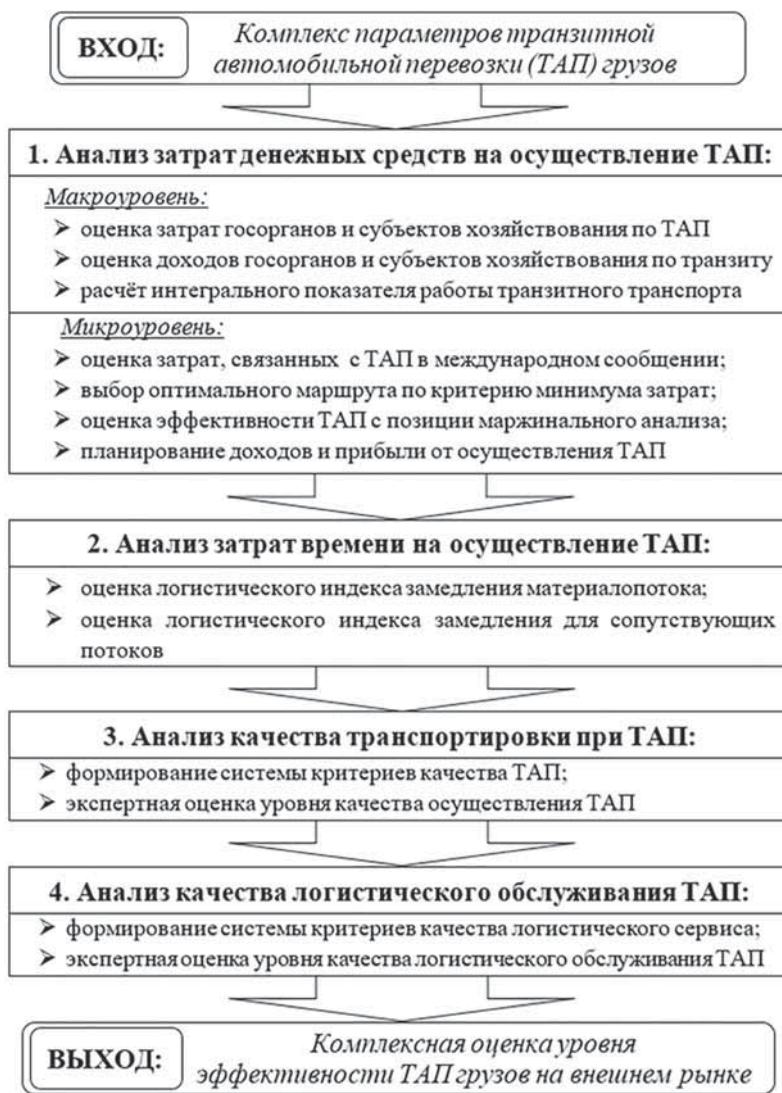 ВХОД:
Комплекс параметров транзитной
автомобильной перевозки (ТАП) грузов
1. Анализ затрат денежных средств на осуществление ТАП:
Макроуровень:
➢ оценка затрат госорганов и субъектов хозяйствования по ТАП
➢ оценка доходов госорганов и субъектов хозяйствования по транзиту
➢ расчёт интегрального показателя работы транзитного транспорта
Микроуровень:
➢ оценка затрат, связанных с ТАП в международном сообщении;
➢ выбор оптимального маршрута по критерию минимума затрат;
➢ оценка эффективности ТАП с позиции маржинального анализа;
➢ планирование доходов и прибыли от осуществления ТАП
2. Анализ затрат времени на осуществление ТАП:
➢ оценка логистического индекса замедления материалопотока;
➢ оценка логистического индекса замедления для сопутствующих
потоков
3. Анализ качества транспортировки при ТАП:
➢ формирование системы критериев качества ТАП;
➢ экспертная оценка уровня качества осуществления ТАП
4. Анализ качества логистического обслуживания ТАП:
➢ формирование системы критериев качества логистического сервиса;
➢ экспертная оценка уровня качества логистического обслуживания ТАП
ВЫХОД:
Комплексная оценка уровня
эффективности ТАП грузов на внешнем рынке